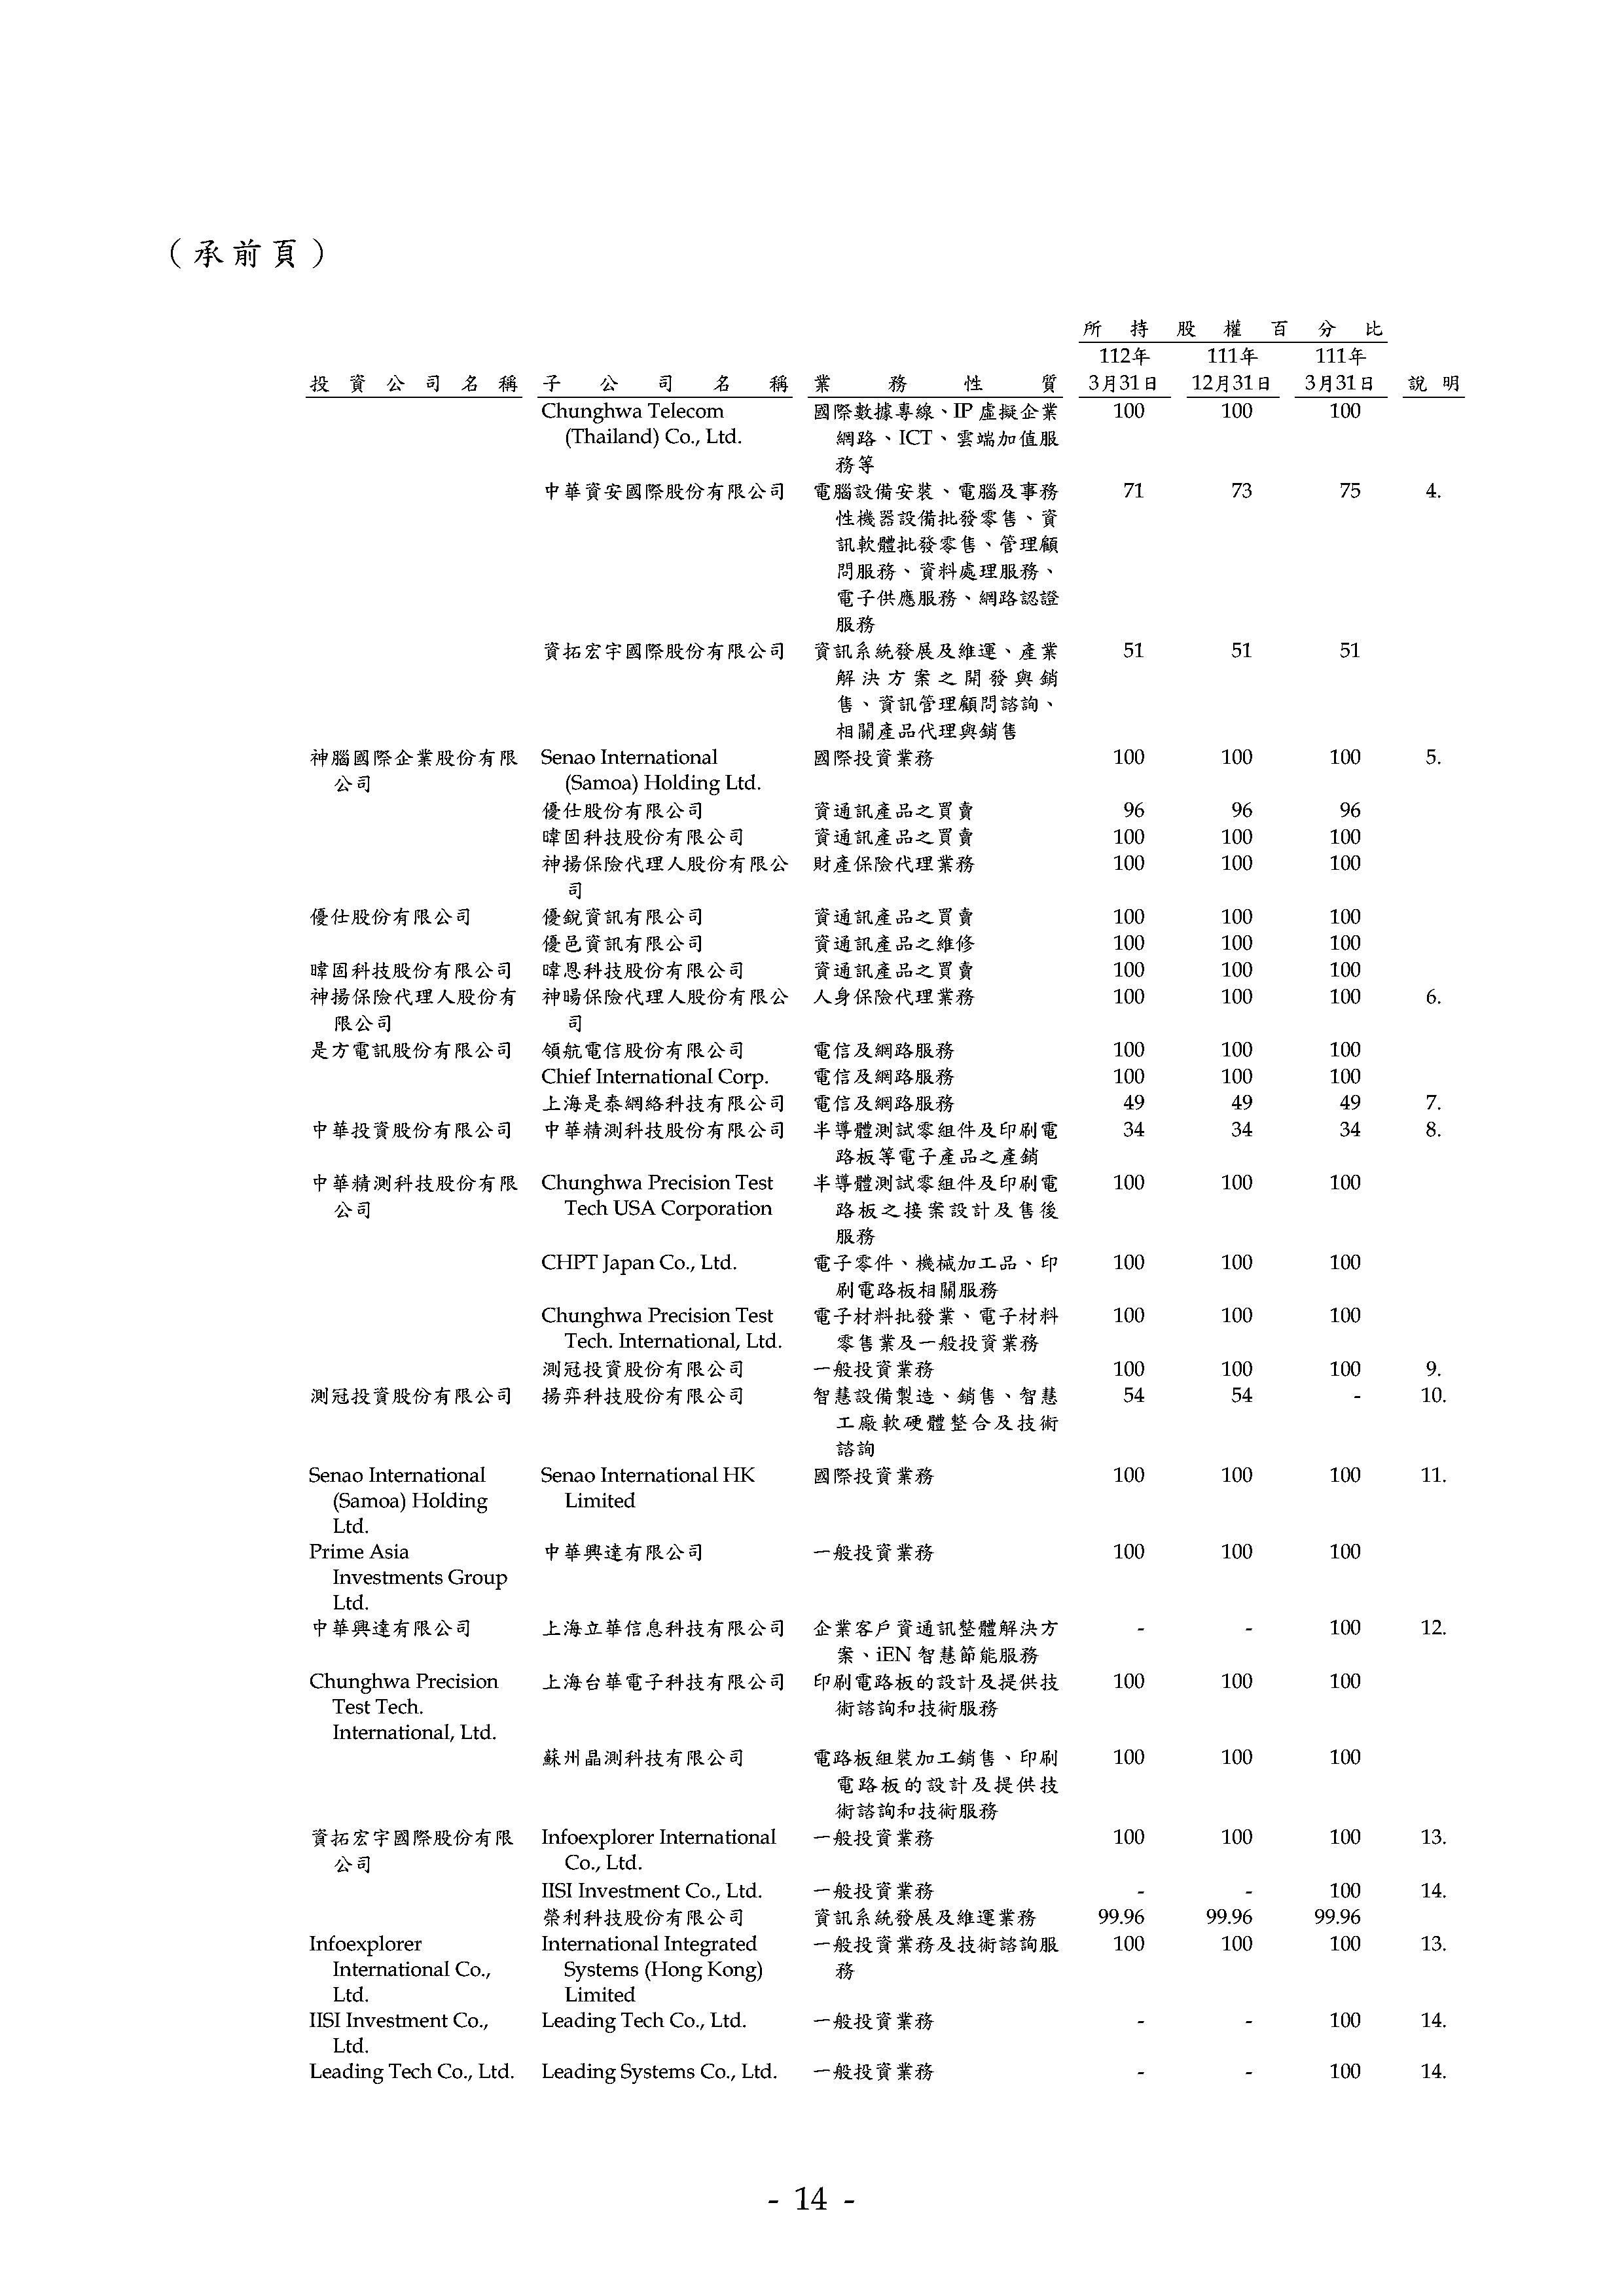 （承前頁）
所持股權百分比
112年 111年 111年
投資公司名稱 子公司名稱 業務性質 3月31日 12月31日 3月31日 說明
Chunghwa Telecom 國際數據專線、IP虛擬企業 100 100 100
(Thailand) Co., Ltd. 網路、ICT、雲端加值服
務等
中華資安國際股份有限公司 電腦設備安裝、電腦及事務 71 73 75 4.
性機器設備批發零售、資
訊軟體批發零售、管理顧
問服務、資料處理服務、
電子供應服務、網路認證
服務
資拓宏宇國際股份有限公司 資訊系統發展及維運、產業 51 51 51
解決方案之開發與銷
售、資訊管理顧問諮詢、
相關產品代理與銷售
神腦國際企業股份有限 Senao International 國際投資業務 100 100 100 5.
公司 (Samoa) Holding Ltd.
優仕股份有限公司 資通訊產品之買賣 96 96 96
暐固科技股份有限公司 資通訊產品之買賣 100 100 100
神揚保險代理人股份有限公 財產保險代理業務 100 100 100
司
優仕股份有限公司 優銳資訊有限公司 資通訊產品之買賣 100 100 100
優邑資訊有限公司 資通訊產品之維修 100 100 100
暐固科技股份有限公司 暐恩科技股份有限公司 資通訊產品之買賣 100 100 100
神揚保險代理人股份有 神暘保險代理人股份有限公 人身保險代理業務 100 100 100 6.
限公司 司
是方電訊股份有限公司 領航電信股份有限公司 電信及網路服務 100 100 100
Chief International Corp. 電信及網路服務 100 100 100
上海是泰網絡科技有限公司 電信及網路服務 49 49 49 7.
中華投資股份有限公司 中華精測科技股份有限公司 半導體測試零組件及印刷電 34 34 34 8.
路板等電子產品之產銷
中華精測科技股份有限 Chunghwa Precision Test 半導體測試零組件及印刷電 100 100 100
公司 Tech USA Corporation 路板之接案設計及售後
服務
CHPT Japan Co., Ltd. 電子零件、機械加工品、印 100 100 100
刷電路板相關服務
Chunghwa Precision Test 電子材料批發業、電子材料 100 100 100
Tech. International, Ltd. 零售業及一般投資業務
測冠投資股份有限公司 一般投資業務 100 100 100 9.
測冠投資股份有限公司 揚弈科技股份有限公司 智慧設備製造、銷售、智慧 54 54 - 10.
工廠軟硬體整合及技術
諮詢
Senao International Senao International HK 國際投資業務 100 100 100 11.
(Samoa) Holding Limited
Ltd.
Prime Asia 中華興達有限公司 一般投資業務 100 100 100
Investments Group
Ltd.
中華興達有限公司 上海立華信息科技有限公司 企業客戶資通訊整體解決方 - - 100 12.
案、iEN智慧節能服務
Chunghwa Precision 上海台華電子科技有限公司 印刷電路板的設計及提供技 100 100 100
Test Tech. 術諮詢和技術服務
International, Ltd.
蘇州晶測科技有限公司 電路板組裝加工銷售、印刷 100 100 100
電路板的設計及提供技
術諮詢和技術服務
資拓宏宇國際股份有限 Infoexplorer International 一般投資業務 100 100 100 13.
公司 Co., Ltd.
IISI Investment Co., Ltd. 一般投資業務 - - 100 14.
榮利科技股份有限公司 資訊系統發展及維運業務 99.96 99.96 99.96
Infoexplorer International Integrated 一般投資業務及技術諮詢服 100 100 100 13.
International Co., Systems (Hong Kong) 務
Ltd. Limited
IISI Investment Co., Leading Tech Co., Ltd. 一般投資業務 - - 100 14.
Ltd.
Leading Tech Co., Ltd. Leading Systems Co., Ltd. 一般投資業務 - - 100 14.
- 14 -